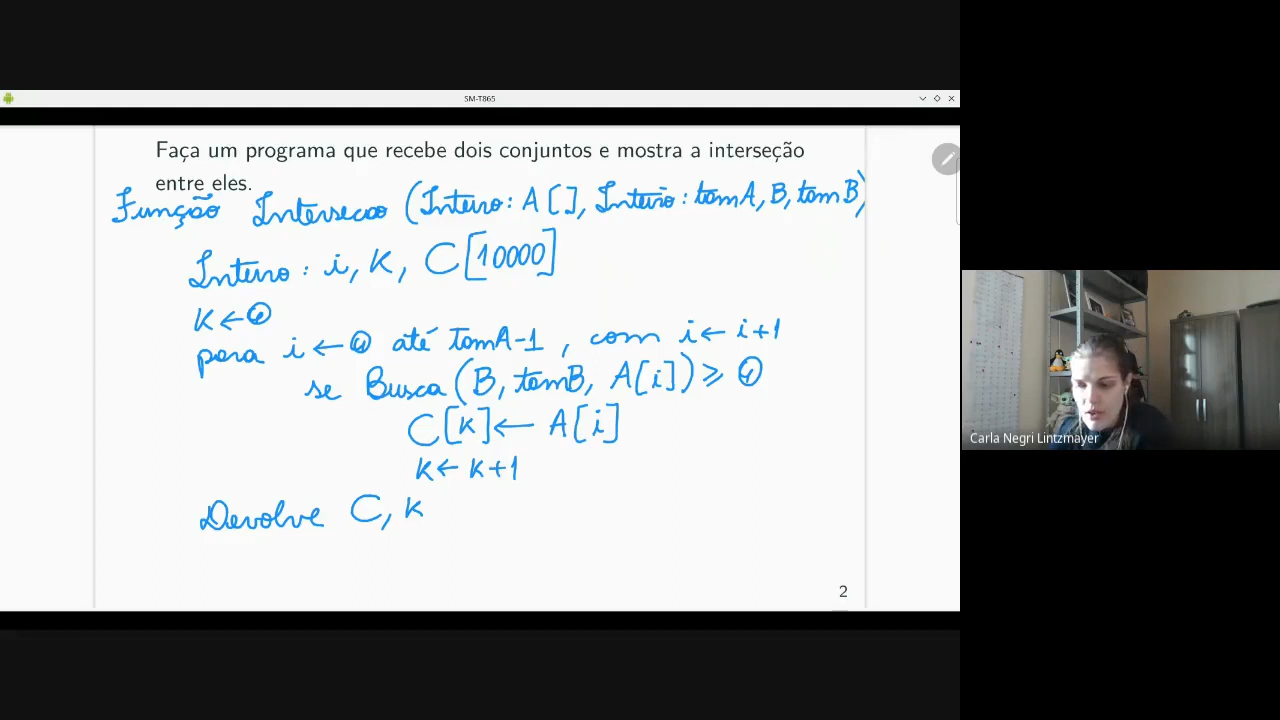 SM-T865
Faça um programa que recebe dois conjuntos e mostra a interseção
entre eles.
Função Intersecao (Inteiro: A[], Inteiro: tamA, B, tamB)
Inteiro: i, k, C[10000]
k ← 0
para i ← 0 até tamA-1, com i ← i+1
se Busca(B, tamB, A[i]) ≥ 0
C[k] ← A[i]
k ← k+1
Devolve C, k
2
Carla Negri Lintzmayer